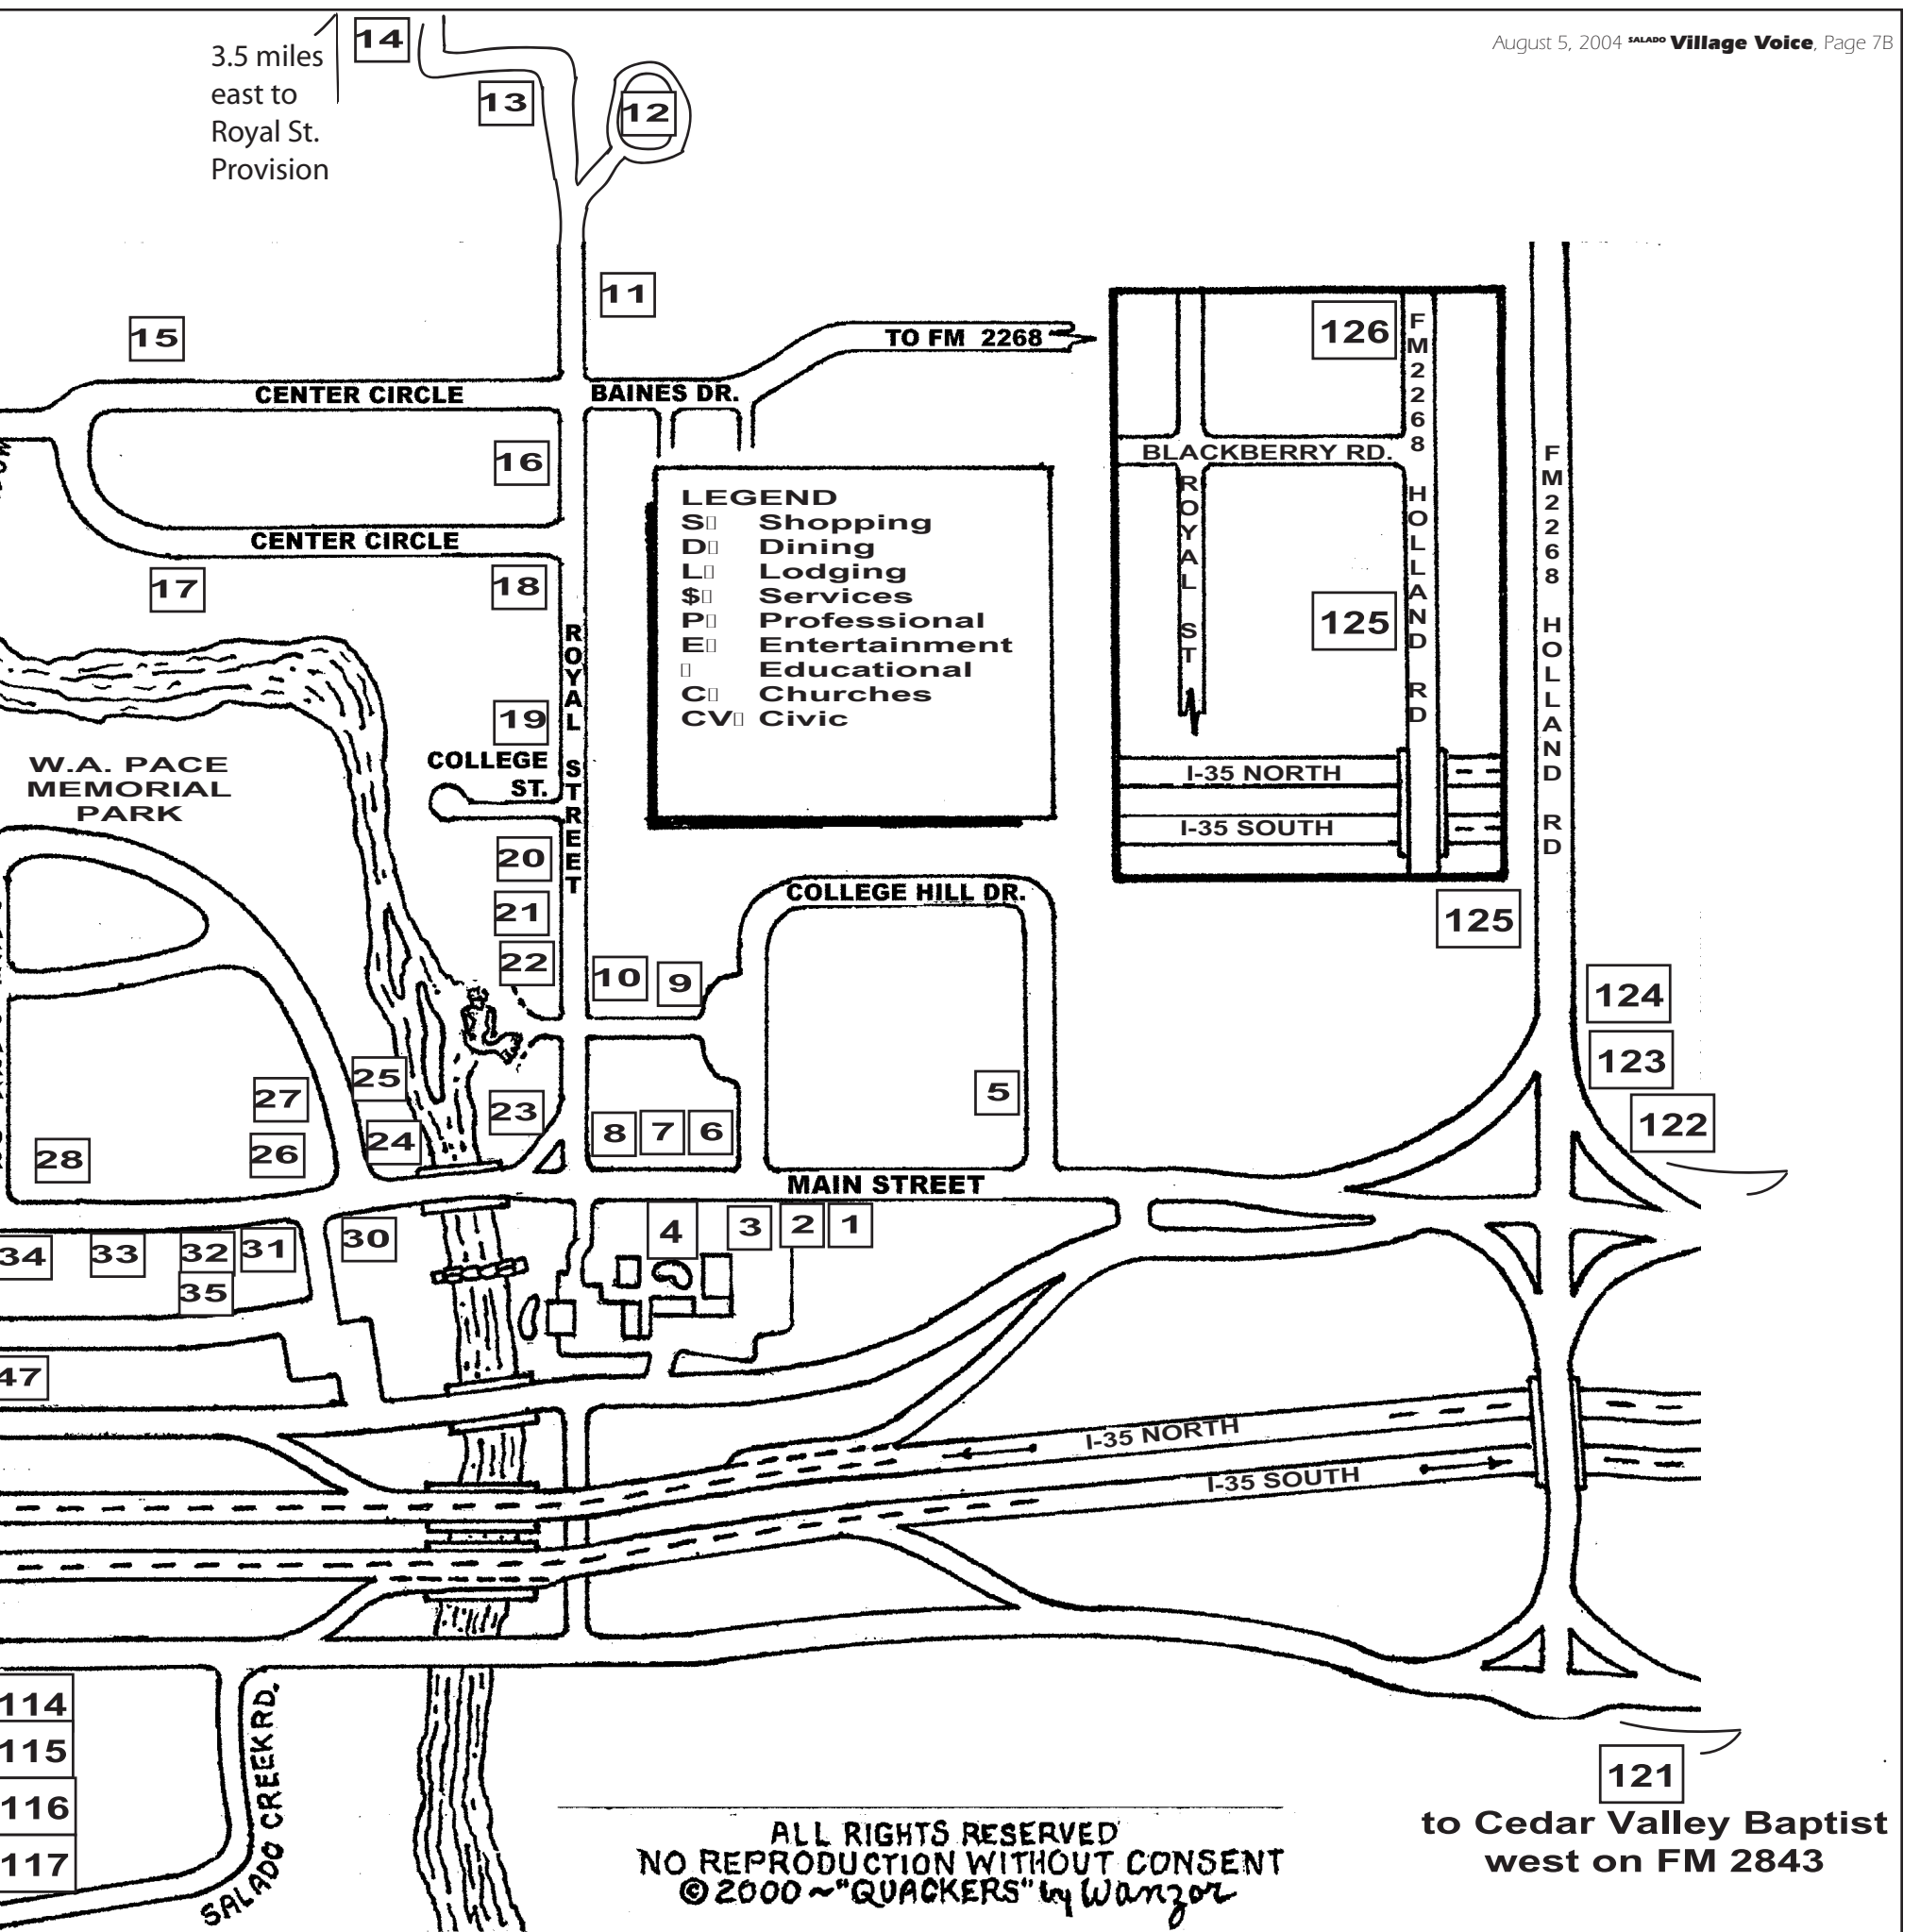 August 5, 2004 SALADO Village Voice, Page 7B
3.5 miles
east to
Royal St.
Provision
14
13
12
11
15
TO FM 2268
CENTER CIRCLE
BAINES DR.
16
CENTER CIRCLE
17
18
ROYAL STREET
19
COLLEGE
ST.
20
21
22
LEGEND
S Shopping
D Dining
L Lodging
$ Services
P Professional
E Entertainment
Educational
C Churches
CV Civic
126
FM2268 HOLLAND RD
BLACKBERRY RD.
ROYAL ST
125
I-35 NORTH
I-35 SOUTH
FM2268 HOLLAND RD
125
124
123
122
W.A. PACE
MEMORIAL
PARK
COLLEGE HILL DR.
10
9
5
8
7
6
23
25
24
27
26
28
MAIN STREET
4
3
2
1
30
31
32
33
34
35
47
I-35 NORTH
I-35 SOUTH
114
115
116
117
SALADO CREEK RD.
121
to Cedar Valley Baptist
west on FM 2843
ALL RIGHTS RESERVED
NO REPRODUCTION WITHOUT CONSENT
© 2000 ~ "QUACKERS" by Wanzor